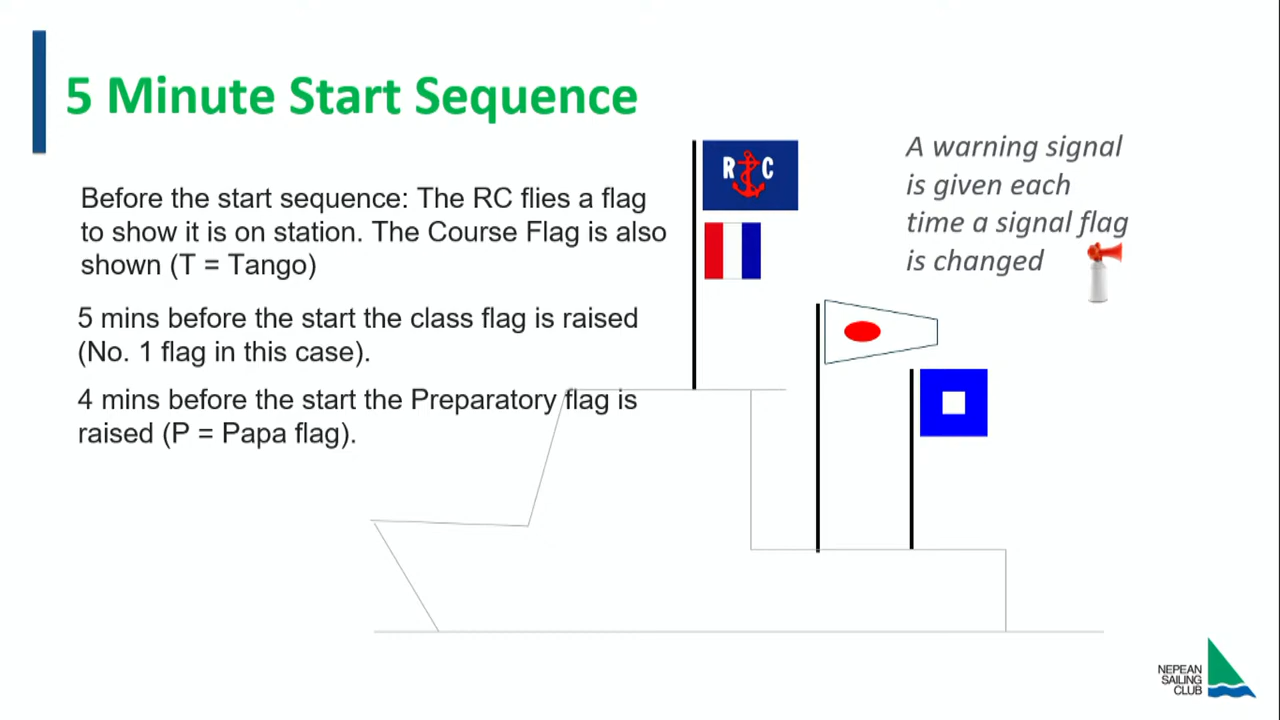 5 Minute Start Sequence
Before the start sequence: The RC flies a flag
to show it is on station. The Course Flag is also
shown (T = Tango)
5 mins before the start the class flag is raised
(No. 1 flag in this case).
4 mins before the start the Preparatory flag is
raised (P = Papa flag).
R C
A warning signal
is given each
time a signal flag
is changed
NEPEAN
SAILING
CLUB